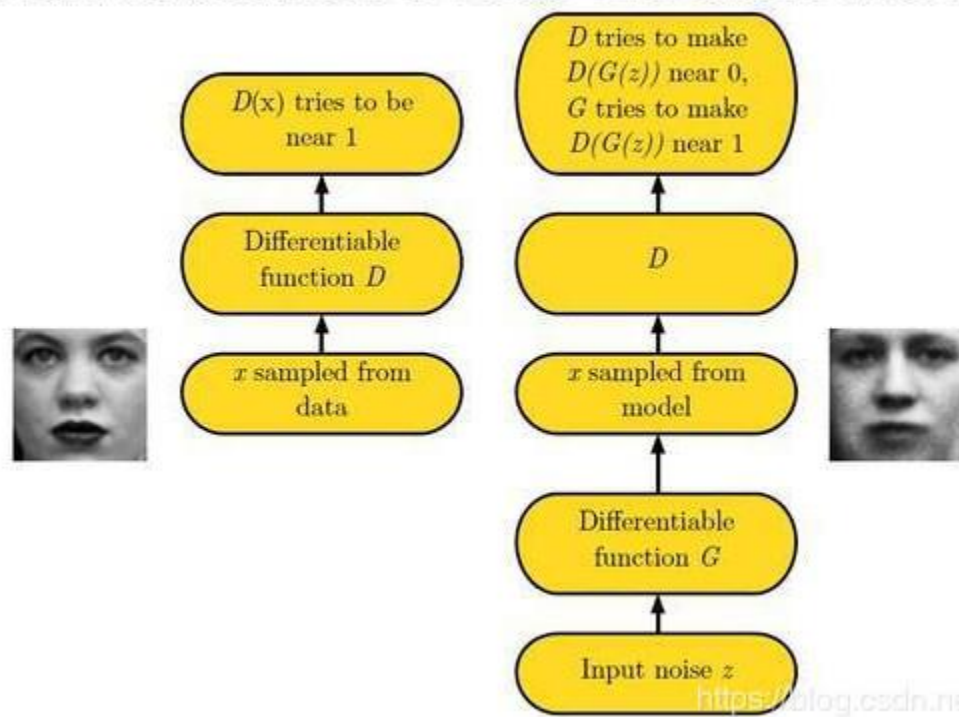 D(x) tries to be
near 1
Differentiable
function D
x sampled from
data
D tries to make
D(G(z)) near 0,
G tries to make
D(G(z)) near 1
D
x sampled from
model
Differentiable
function G
Input noise z
https://blog.csdn.ne